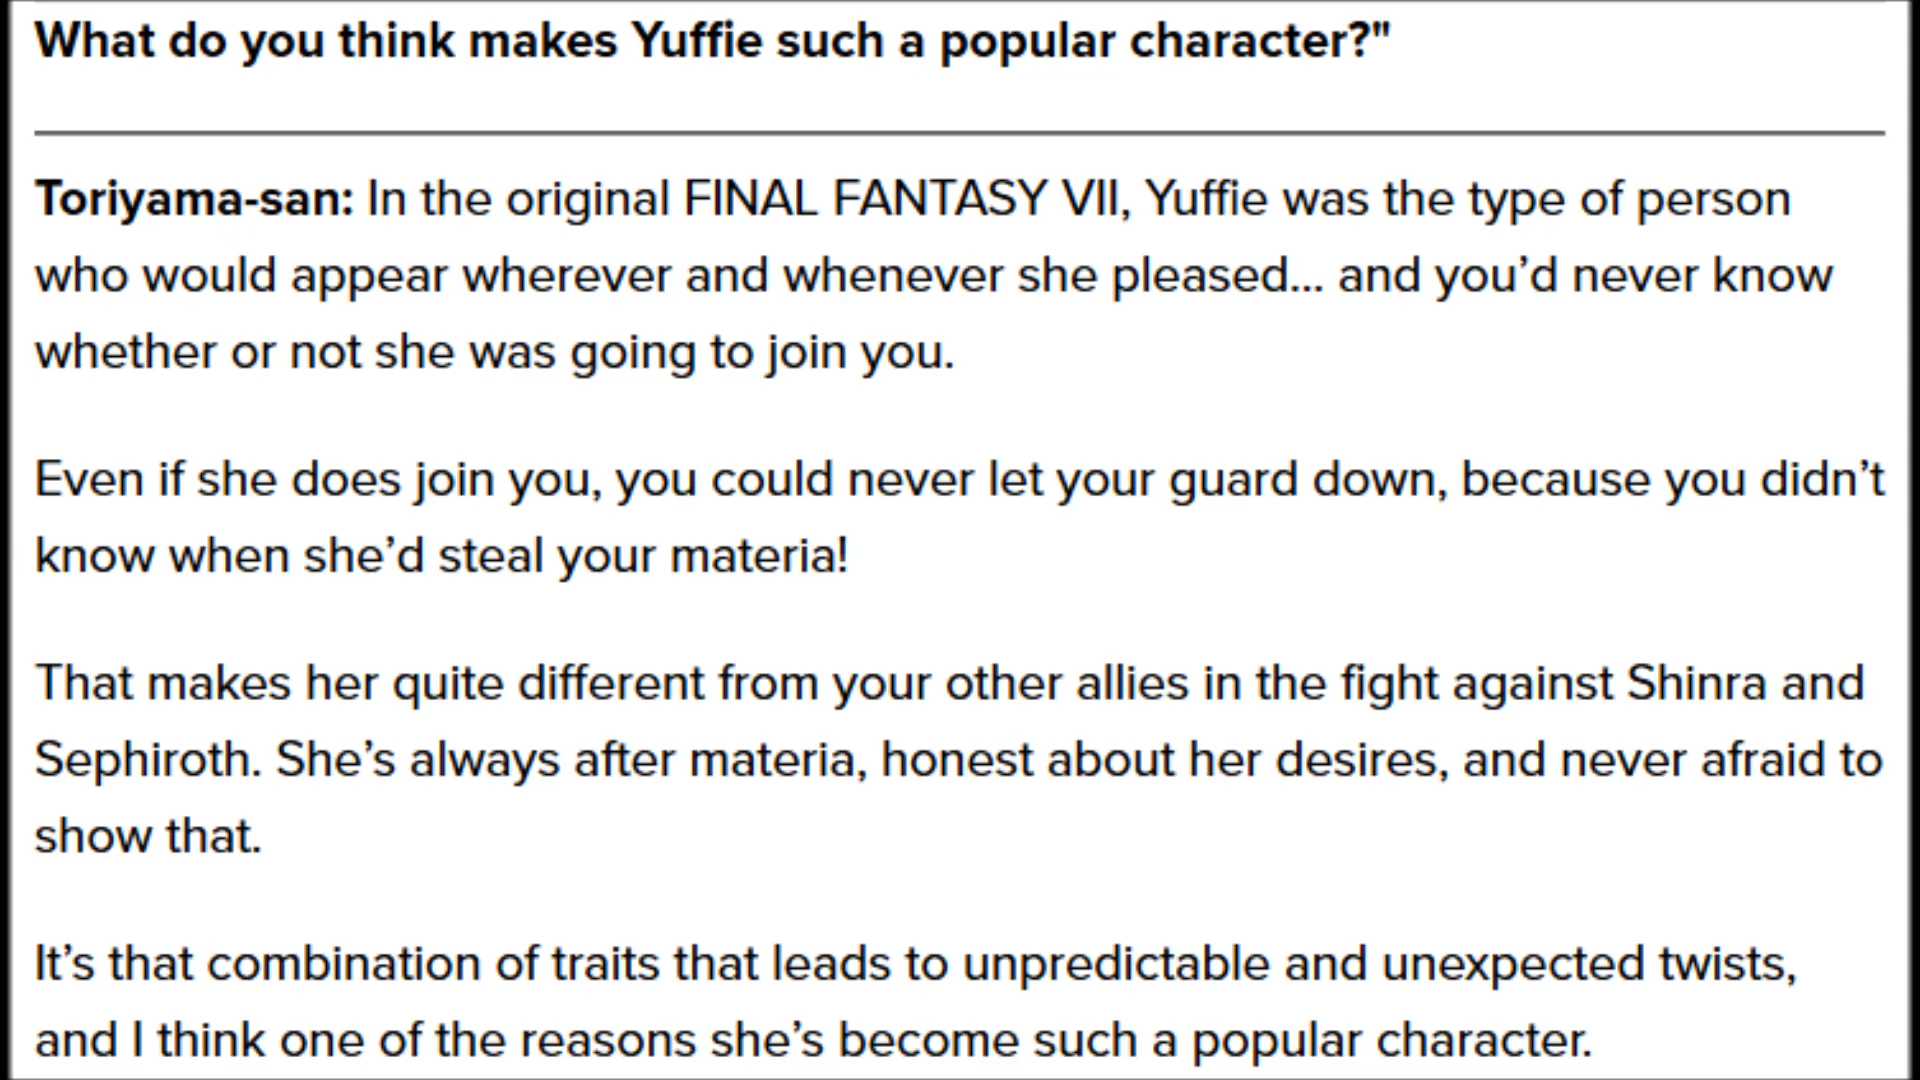 What do you think makes Yuffie such a popular character?"
Toriyama-san: In the original FINAL FANTASY VII, Yuffie was the type of person
who would appear wherever and whenever she pleased... and you’d never know
whether or not she was going to join you.
Even if she does join you, you could never let your guard down, because you didn’t
know when she’d steal your materia!
That makes her quite different from your other allies in the fight against Shinra and
Sephiroth. She’s always after materia, honest about her desires, and never afraid to
show that.
It’s that combination of traits that leads to unpredictable and unexpected twists,
and I think one of the reasons she’s become such a popular character.